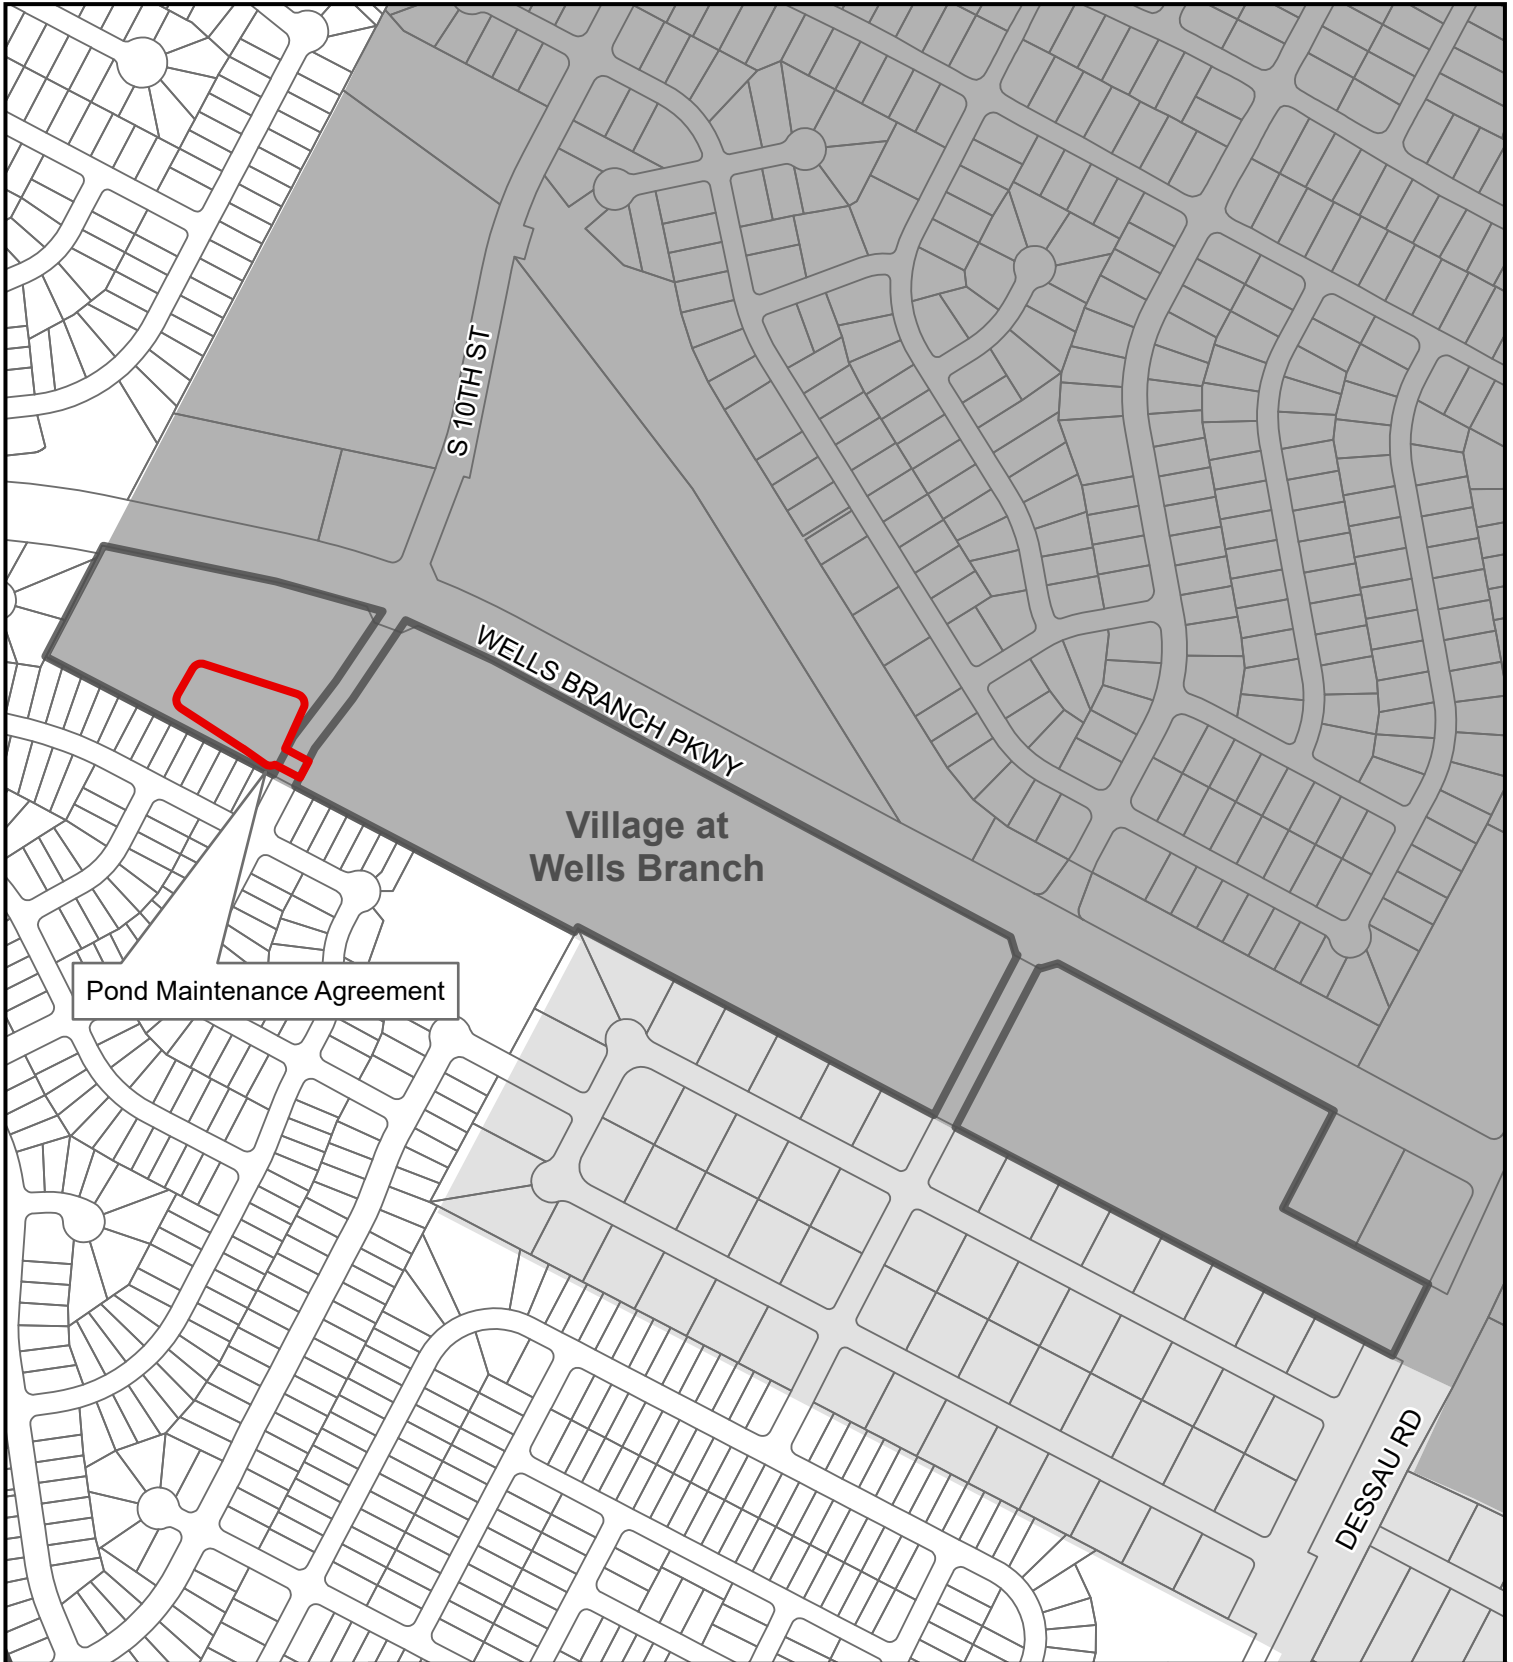 S 10TH ST
WELLS BRANCH PKWY
Village at
Wells Branch
Pond Maintenance Agreement
DESSAU RD